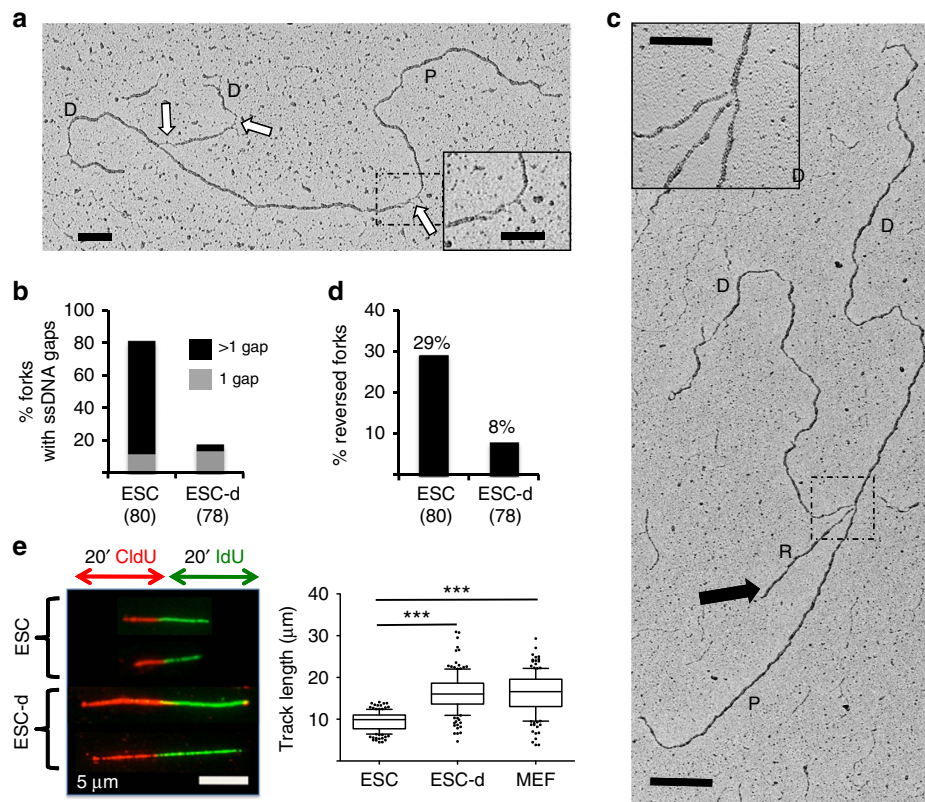 a
D
D
P
b
% forks
with ssDNA gaps
100
80
60
40
20
>1 gap
1 gap
ESC
(80)
ESC-d
(78)
d
% reversed forks
40
30
20
10
29%
8%
ESC
(80)
ESC-d
(78)
c
D
D
D
R
P
e
20′ CldU
20′ IdU
ESC
ESC-d
5 μm
Track length (μm)
40
30
20
10
***
***
ESC
ESC-d
MEF